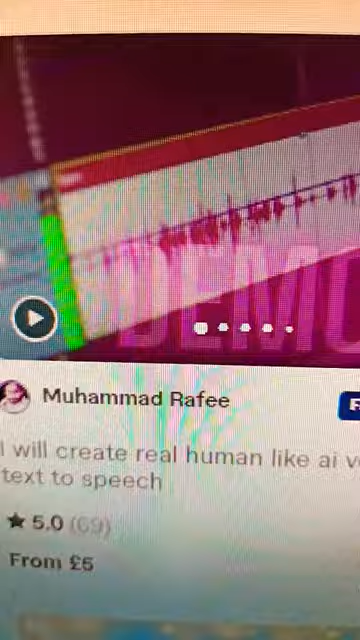 DEMO
Muhammad Rafee
I will create real human like ai
text to speech
★ 5.0 (69)
From £5